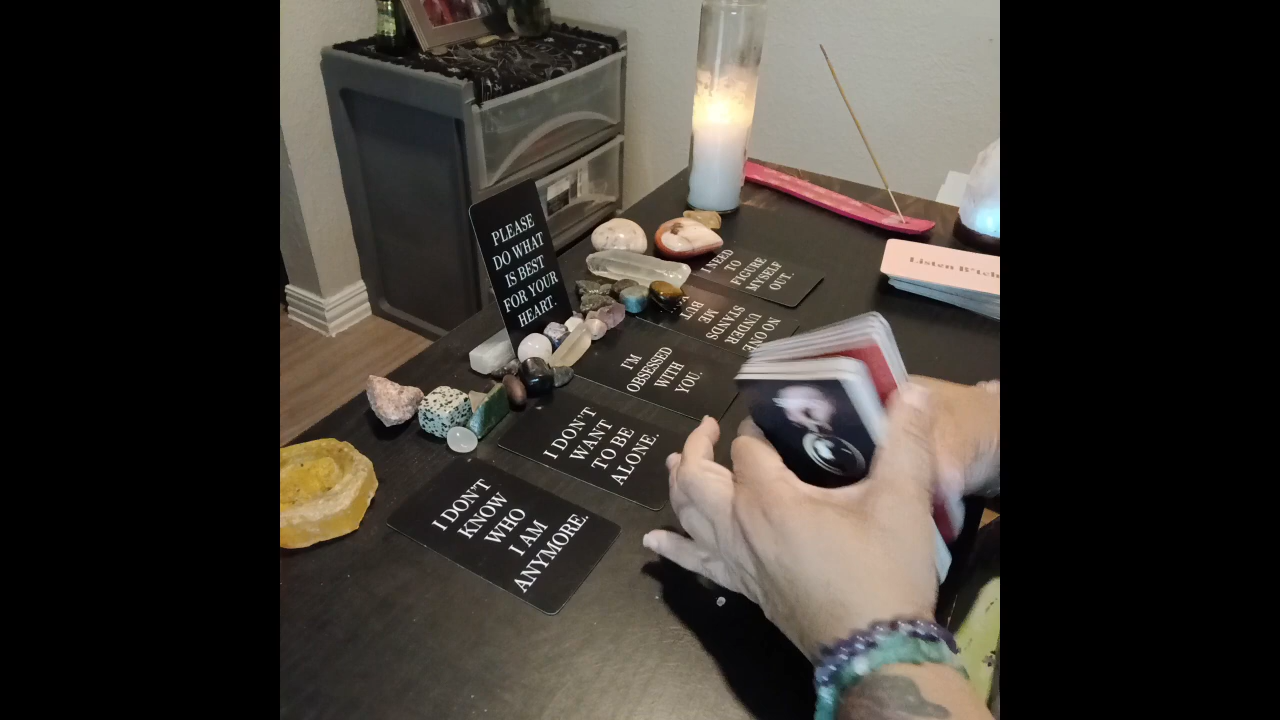 PLEASE
DO WHAT
IS BEST
FOR YOUR
HEART.
I NEED
TO
FIGURE
MYSELF
OUT.
NO ONE
UNDER
STANDS
ME
BUT
I'M
OBSESSED
WITH
YOU.
I DON'T
WANT
TO BE
ALONE.
I DON'T
KNOW
WHO
I AM
ANYMORE.
Listen B*tch